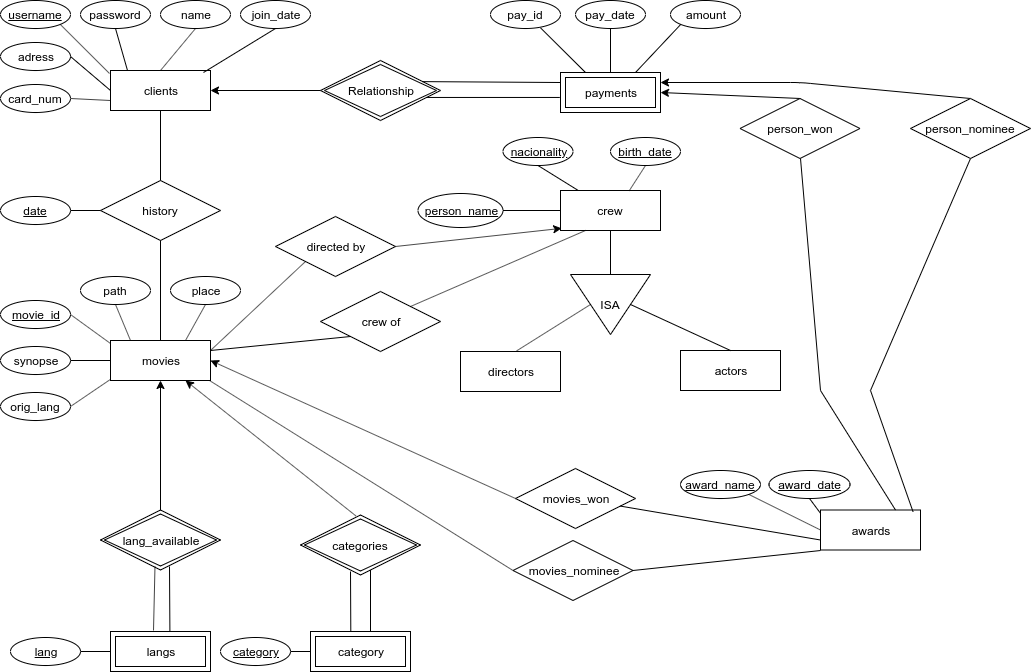 username
password
name
join_date
pay_id
pay_date
amount
adress
clients
Relationship
payments
card_num
person_won
person_nominee
nacionality
birth_date
date
history
person_name
crew
directed by
path
place
ISA
movie_id
crew of
synopse
movies
directors
actors
orig_lang
movies_won
award_name
award_date
awards
lang_available
categories
movies_nominee
lang
langs
category
category